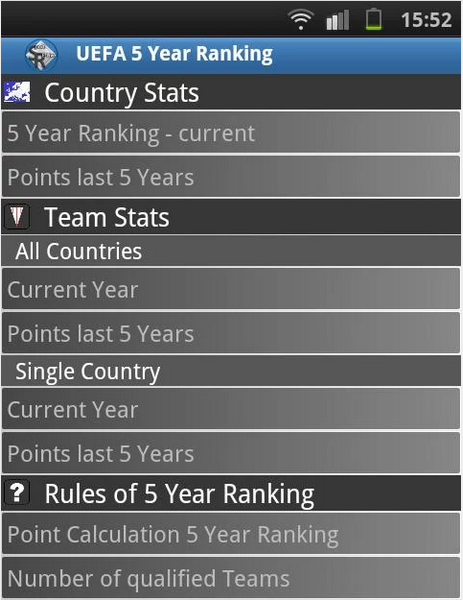 15:52
UEFA 5 Year Ranking
Country Stats
5 Year Ranking - current
Points last 5 Years
Team Stats
All Countries
Current Year
Points last 5 Years
Single Country
Current Year
Points last 5 Years
?
Rules of 5 Year Ranking
Point Calculation 5 Year Ranking
Number of qualified Teams